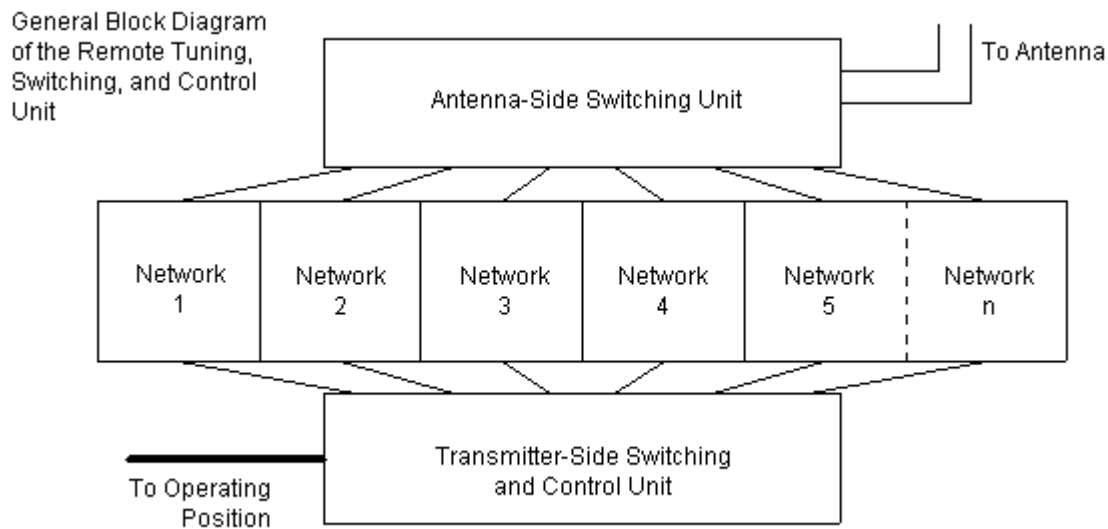 General Block Diagram
of the Remote Tuning,
Switching, and Control
Unit
To Antenna
Antenna-Side Switching Unit
Network
1
Network
2
Network
3
Network
4
Network
5
Network
n
Transmitter-Side Switching
and Control Unit
To Operating
Position